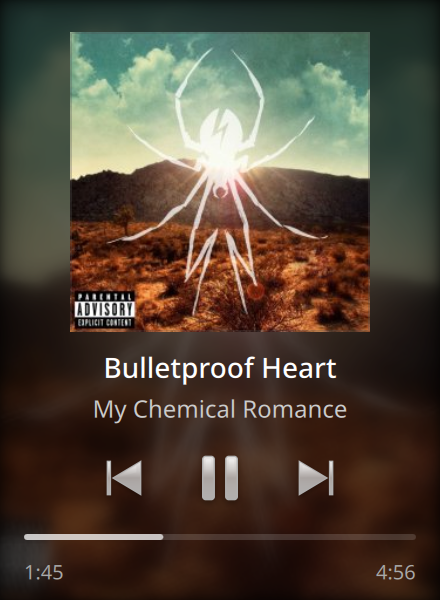 PARENTAL
ADVISORY
EXPLICIT CONTENT
Bulletproof Heart
My Chemical Romance
1:45
4:56